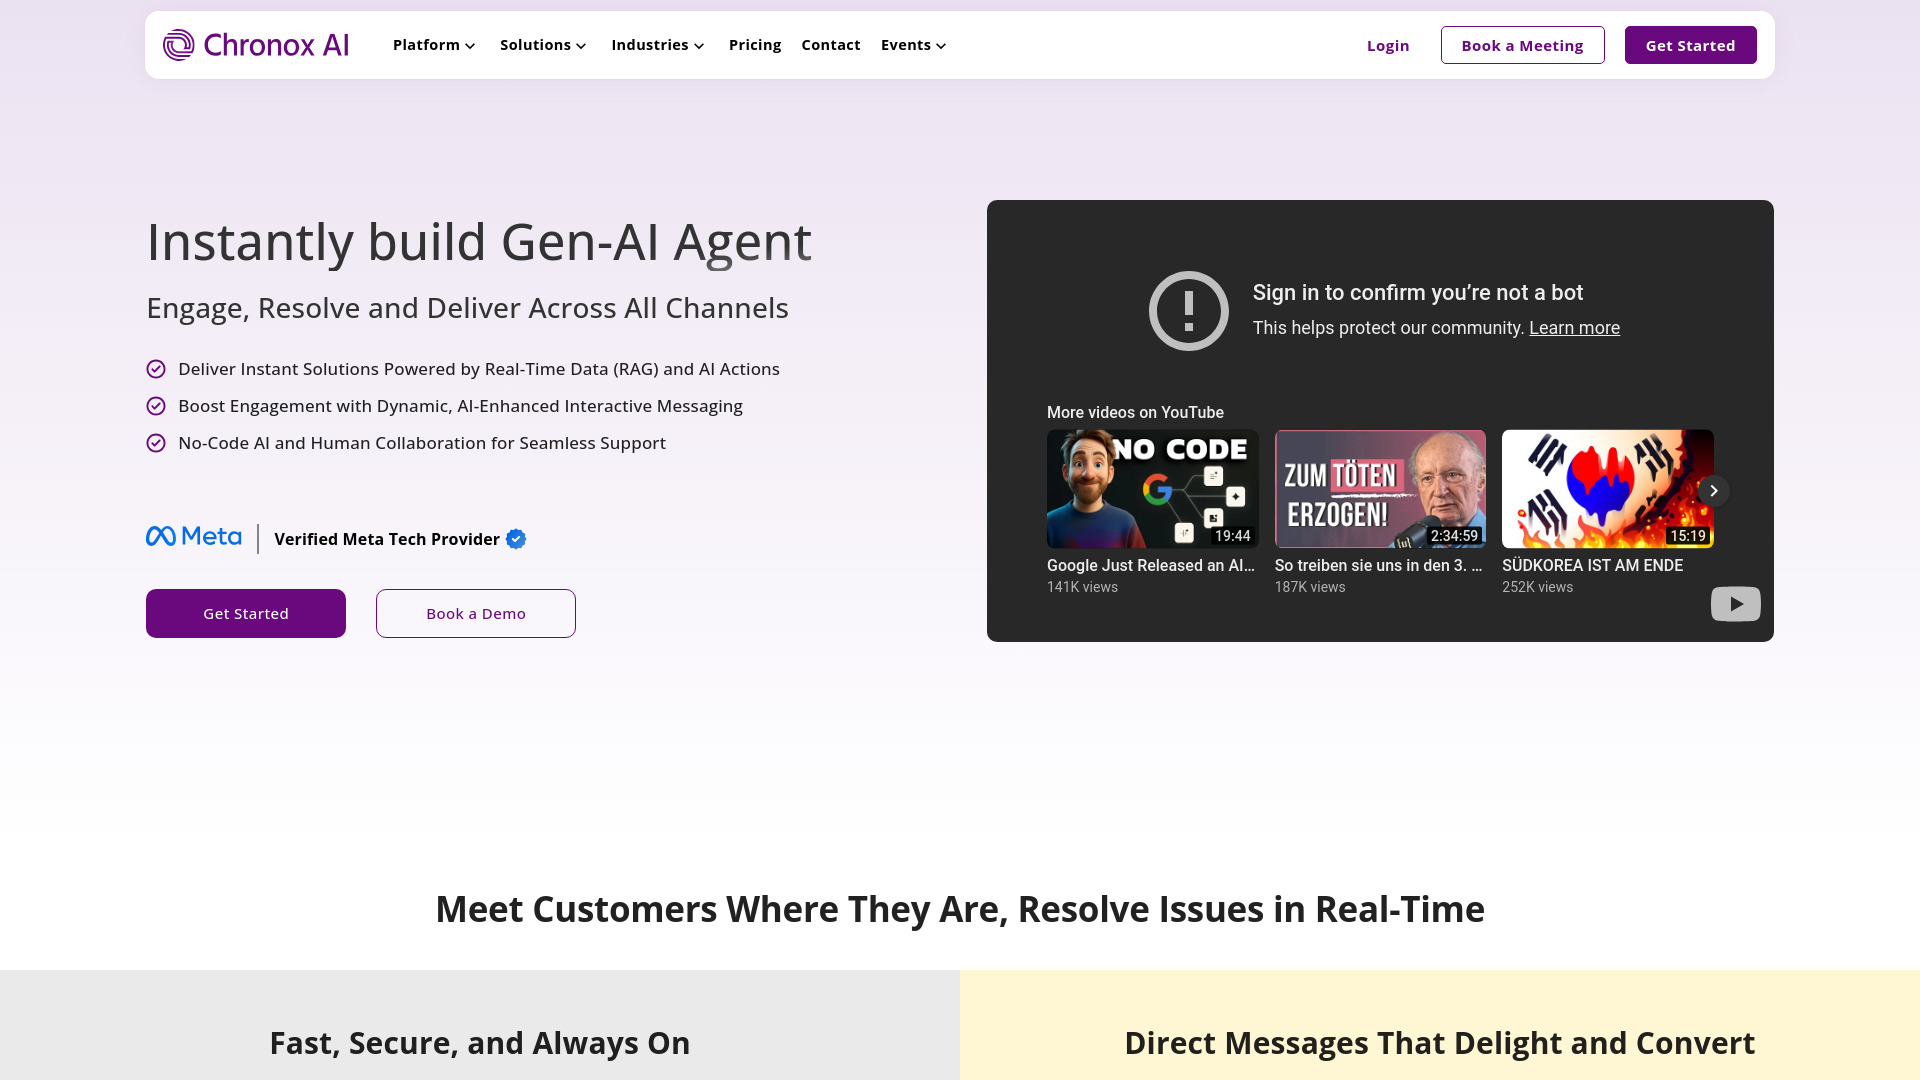 Chronox AI
Platform
Solutions
Industries
Pricing
Contact
Events
Login
Book a Meeting
Get Started
Instantly build Gen-AI Agent
Engage, Resolve and Deliver Across All Channels
Deliver Instant Solutions Powered by Real-Time Data (RAG) and AI Actions
Boost Engagement with Dynamic, AI-Enhanced Interactive Messaging
No-Code AI and Human Collaboration for Seamless Support
Meta
Verified Meta Tech Provider
Get Started
Book a Demo
Sign in to confirm you’re not a bot
This helps protect our community. Learn more
More videos on YouTube
NO CODE
19:44
Google Just Released an AI...
141K views
ZUM TÖTEN
ERZOGEN!
2:34:59
So treiben sie uns in den 3. ...
187K views
15:19
SÜDKOREA IST AM ENDE
252K views
Meet Customers Where They Are, Resolve Issues in Real-Time
Fast, Secure, and Always On
Direct Messages That Delight and Convert